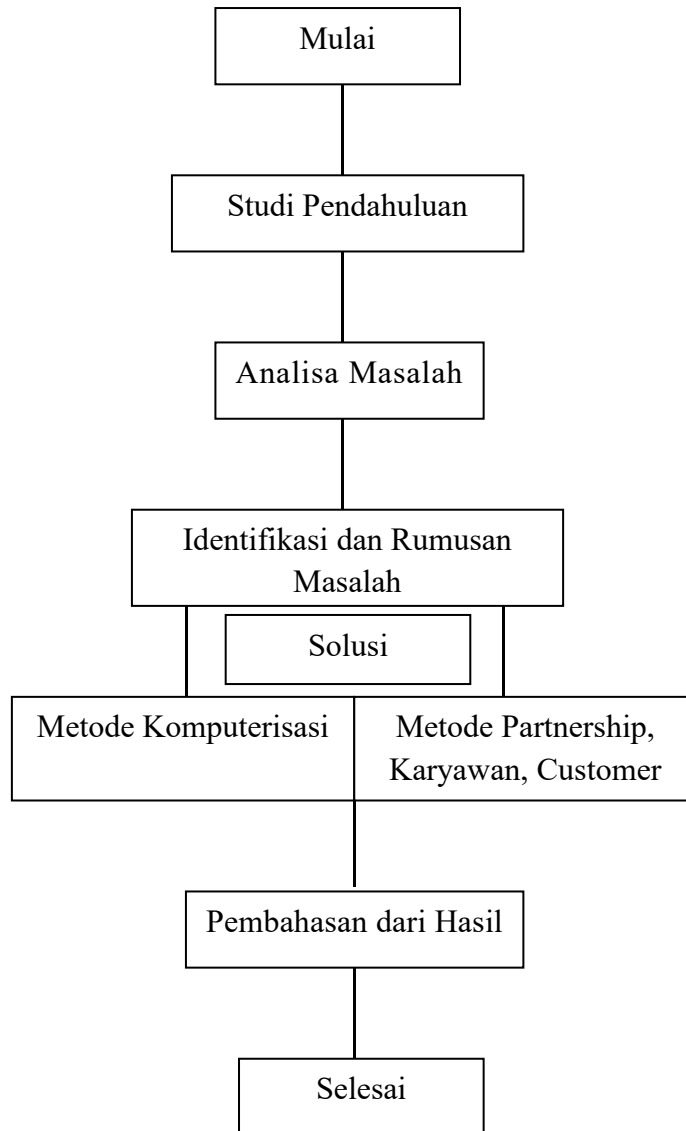 Mulai
Studi Pendahuluan
Analisa Masalah
Identifikasi dan Rumusan
Masalah
Solusi
Metode Komputerisasi
Metode Partnership,
Karyawan, Customer
Pembahasan dari Hasil
Selesai